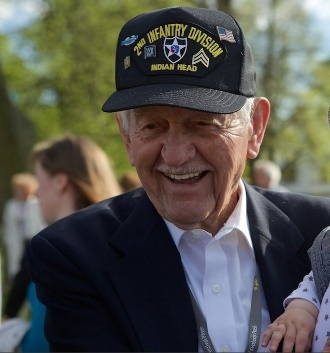 2ND INFANTRY DIVISION
INDIAN HEAD